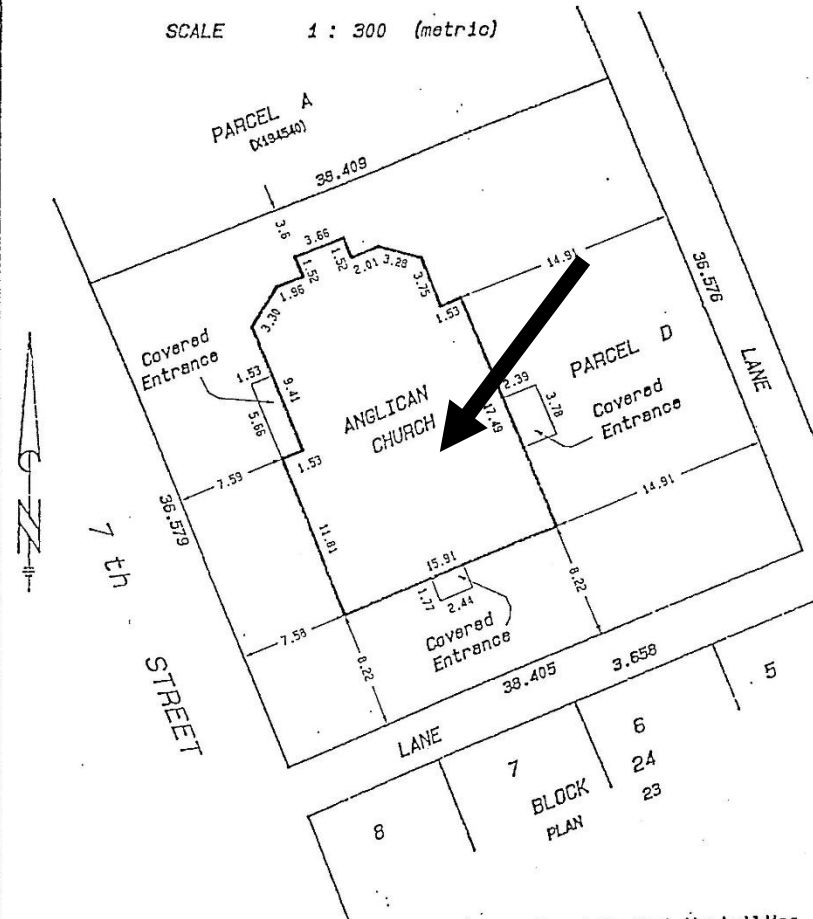 SCALE 1 : 300 (metric)
PARCEL A
(X194540)
38.409
3.6
3.66
1.52
1.52
2.01
3.28
1.96
3.30
3.75
1.53
14.91
36.576
LANE
Covered
Entrance
1.53
9.41
5.66
1.53
ANGLICAN
CHURCH
2.39
3.78
17.49
PARCEL D
Covered
Entrance
7.59
36.579
N
7 th STREET
11.81
14.91
15.91
1.77
2.44
Covered
Entrance
7.58
8.22
8.22
LANE
38.405
3.658
5
6
7
8
BLOCK 24
PLAN 23